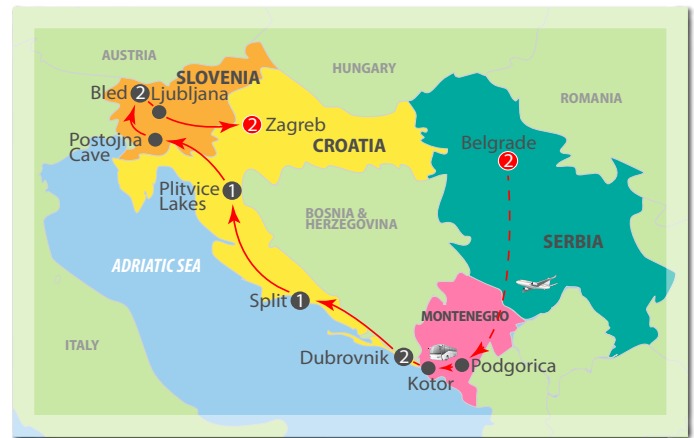 AUSTRIA
HUNGARY
ROMANIA
SLOVENIA
Bled 2 Ljubljana
2 Zagreb
CROATIA
Belgrade
2
Postojna
Cave
Plitvice
Lakes
1
BOSNIA &
HERZEGOVINA
SERBIA
ADRIATIC SEA
Split 1
MONTENEGRO
ITALY
Dubrovnik 2
Podgorica
Kotor